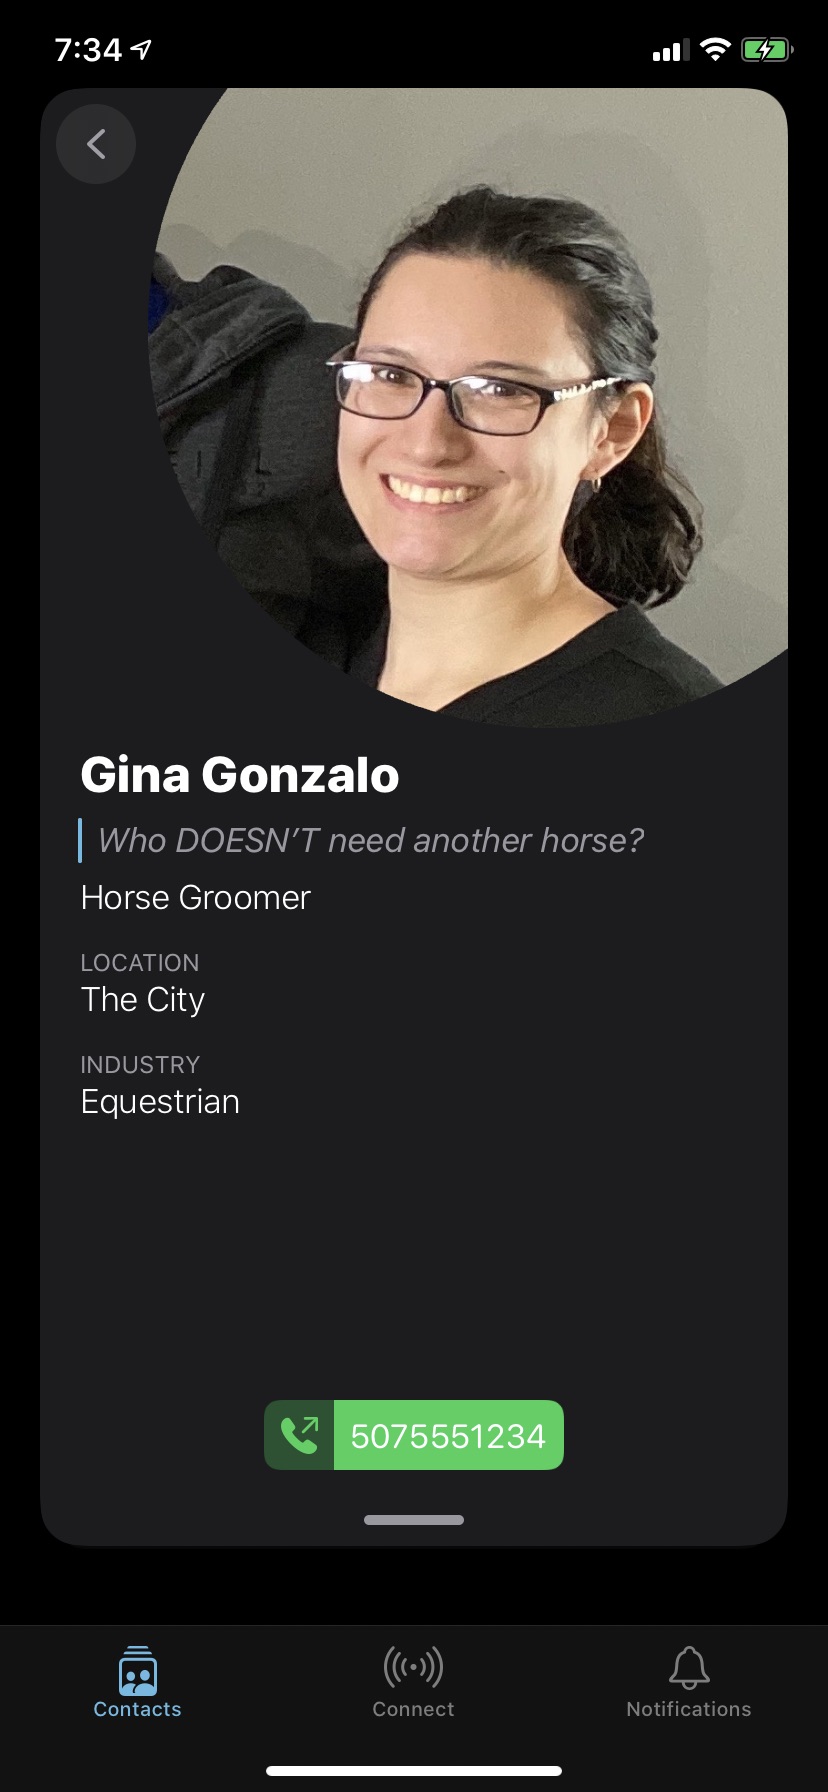 7:34
Gina Gonzalo
Who DOESN’T need another horse?
Horse Groomer
LOCATION
The City
INDUSTRY
Equestrian
5075551234
Contacts
Connect
Notifications